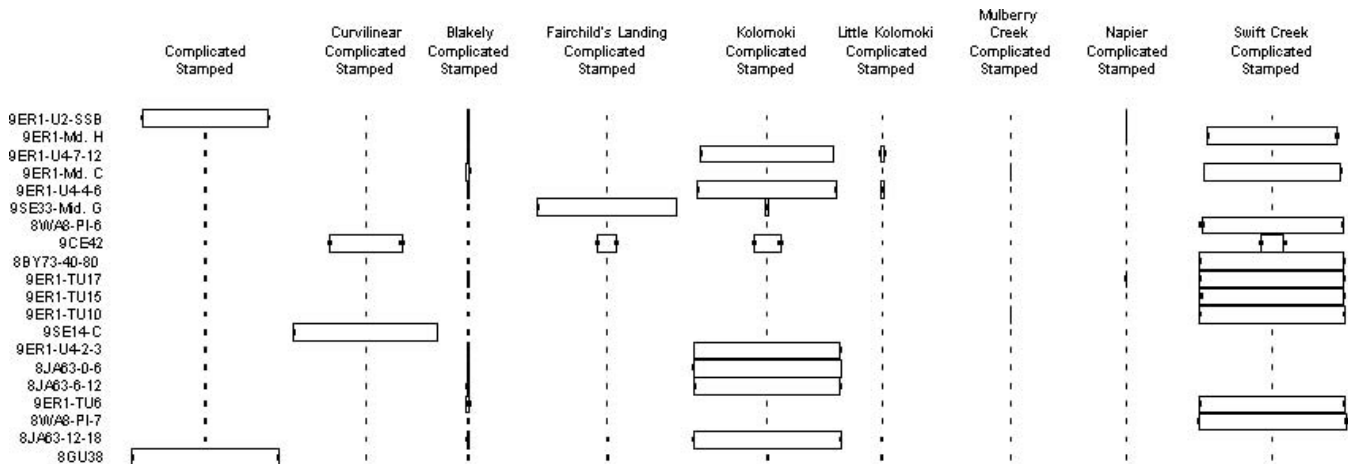 Complicated Stamped
Curvilinear Complicated Stamped
Blakely Complicated Stamped
Fairchild's Landing Complicated Stamped
Kolomoki Complicated Stamped
Little Kolomoki Complicated Stamped
Mulberry Creek Complicated Stamped
Napier Complicated Stamped
Swift Creek Complicated Stamped
9ER1-U2-SSB
9ER1-Md. H
9ER1-U4-7-12
9ER1-Md. C
9ER1-U4-4-6
9SE33-Mid. G
8WA8-PI-6
9CE42
8BY73-40-80
9ER1-TU17
9ER1-TU15
9ER1-TU10
9SE14-C
9ER1-U4-2-3
8JA63-0-6
8JA63-6-12
9ER1-TU6
8WA8-PI-7
8JA63-12-18
8GU38